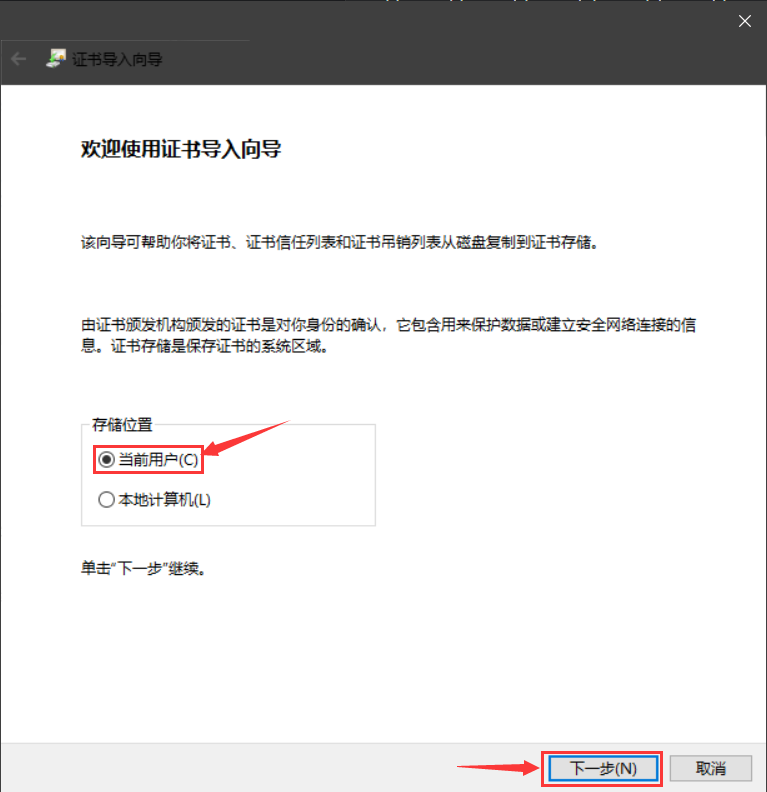 证书导入向导
欢迎使用证书导入向导
该向导可帮助你将证书、证书信任列表和证书吊销列表从磁盘复制到证书存储。
由证书颁发机构颁发的证书是对你身份的确认，它包含用来保护数据或建立安全网络连接的信
息。证书存储是保存证书的系统区域。
存储位置
当前用户(C)
本地计算机(L)
单击“下一步”继续。
下一步(N)
取消